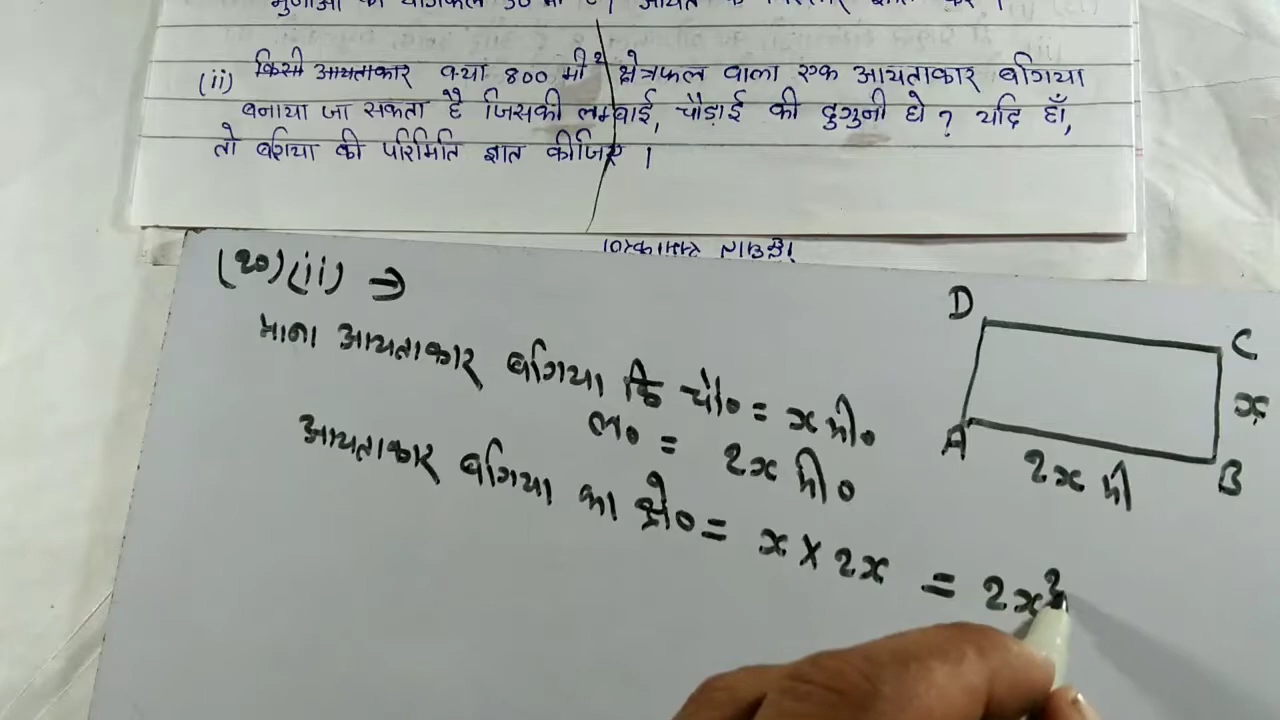 (ii) किसी आयताकार क्या 800 मी² क्षेत्रफल वाला एक आयताकार बगिया
बनाया जा सकता है जिसकी लम्बाई, चौड़ाई की दुगुनी हो ? यदि हाँ,
तो बगिया की परिमिति ज्ञात कीजिए ।
(20)(ii) →
माना आयताकार बगिया कि चौ० = x मी०
ल० = 2x मी०
आयताकार बगिया का क्षे० = x × 2x = 2x²
D
C
x
A
2x मी
B